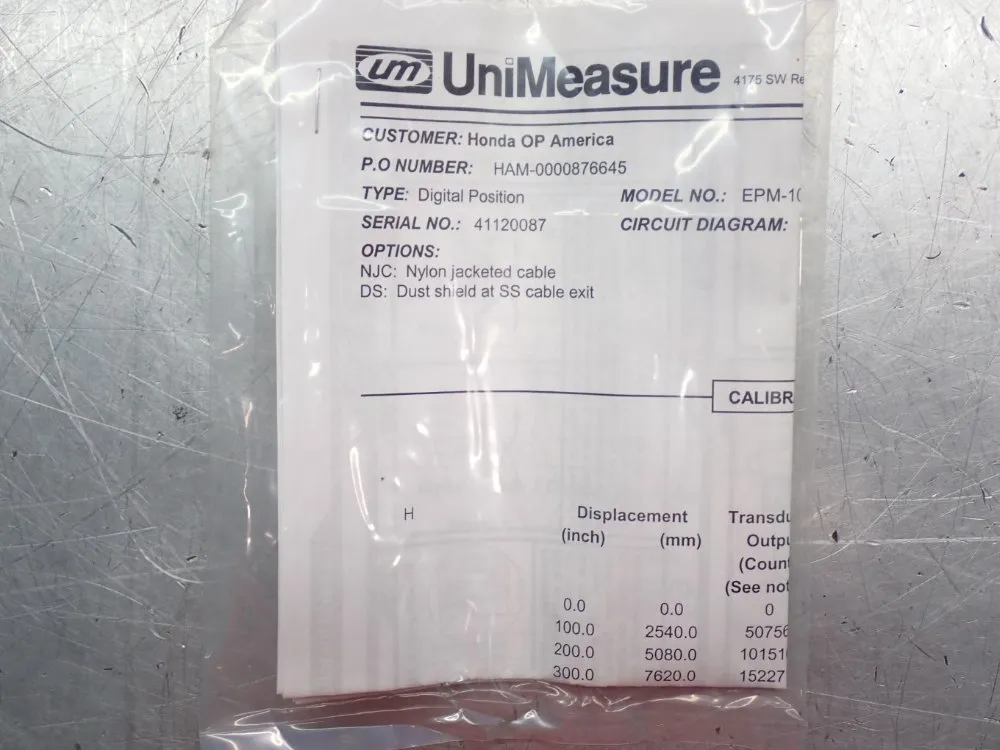 um UniMeasure 4175 SW Re
CUSTOMER: Honda OP America
P.O NUMBER: HAM-0000876645
TYPE: Digital Position MODEL NO.: EPM-10
SERIAL NO.: 41120087 CIRCUIT DIAGRAM:
OPTIONS:
NJC: Nylon jacketed cable
DS: Dust shield at SS cable exit
CALIBR
H Displacement Transdu
(inch) (mm) Outpu
(Coun
(See not
0.0 0.0 0
100.0 2540.0 50756
200.0 5080.0 10151
300.0 7620.0 15227